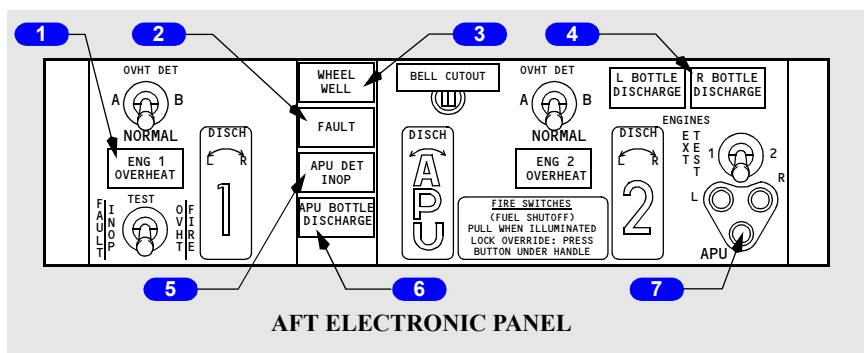 1
2
3
4
OVHT DET
A
B
NORMAL
ENG 1
OVERHEAT
TEST
FAULT
INOP
OVHT
FIRE
DISCH
L R
1
WHEEL
WELL
FAULT
APU DET
INOP
APU BOTTLE
DISCHARGE
BELL CUTOUT
DISCH
APU
OVHT DET
A
B
NORMAL
ENG 2
OVERHEAT
FIRE SWITCHES
(FUEL SHUTOFF)
PULL WHEN ILLUMINATED
LOCK OVERRIDE: PRESS
BUTTON UNDER HANDLE
L BOTTLE
DISCHARGE
R BOTTLE
DISCHARGE
DISCH
L R
2
ENGINES
EXT
TEST
1
2
L
R
APU
5
6
7
AFT ELECTRONIC PANEL